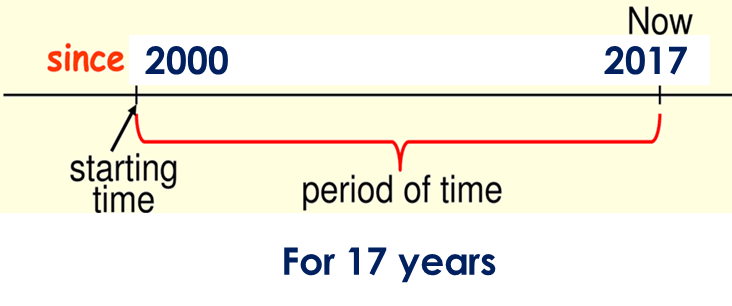 Now
since 2000 2017
starting
time
period of time
For 17 years